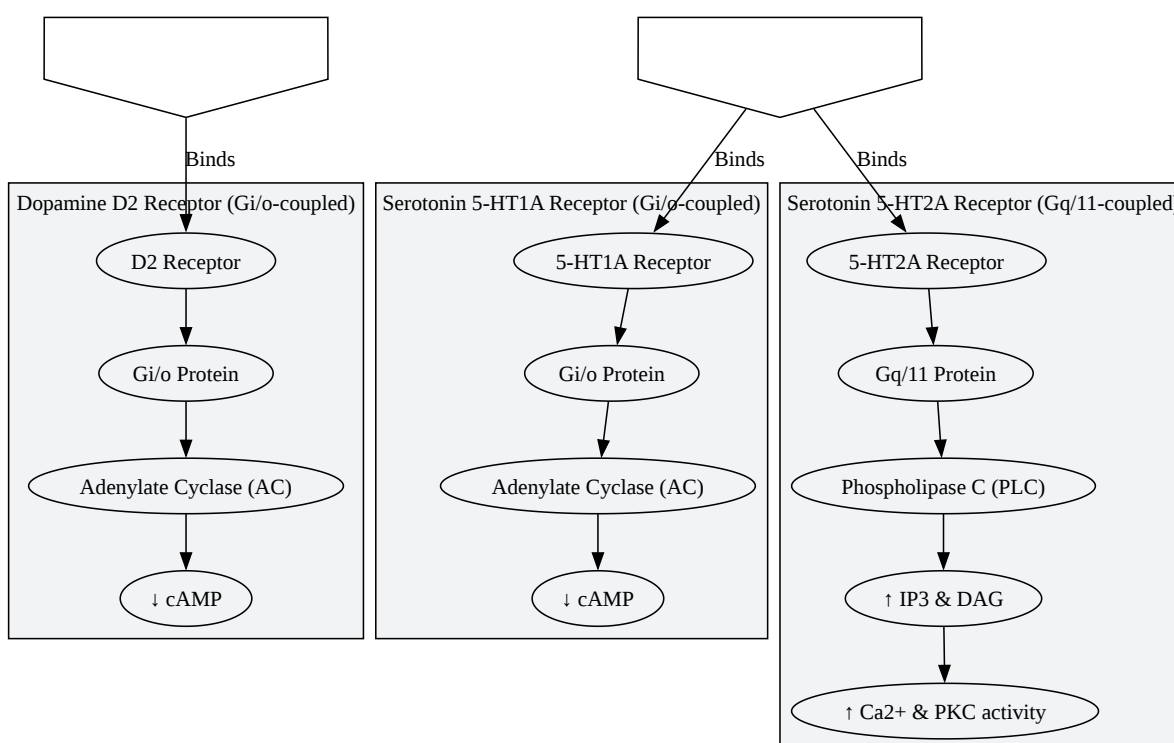 Binds
Binds
Binds
Dopamine D2 Receptor (Gi/o-coupled)
D2 Receptor
Gi/o Protein
Adenylate Cyclase (AC)
↓ cAMP
Serotonin 5-HT1A Receptor (Gi/o-coupled)
5-HT1A Receptor
Gi/o Protein
Adenylate Cyclase (AC)
↓ cAMP
Serotonin 5-HT2A Receptor (Gq/11-coupled)
5-HT2A Receptor
Gq/11 Protein
Phospholipase C (PLC)
↑ IP3 & DAG
↑ Ca2+ & PKC activity